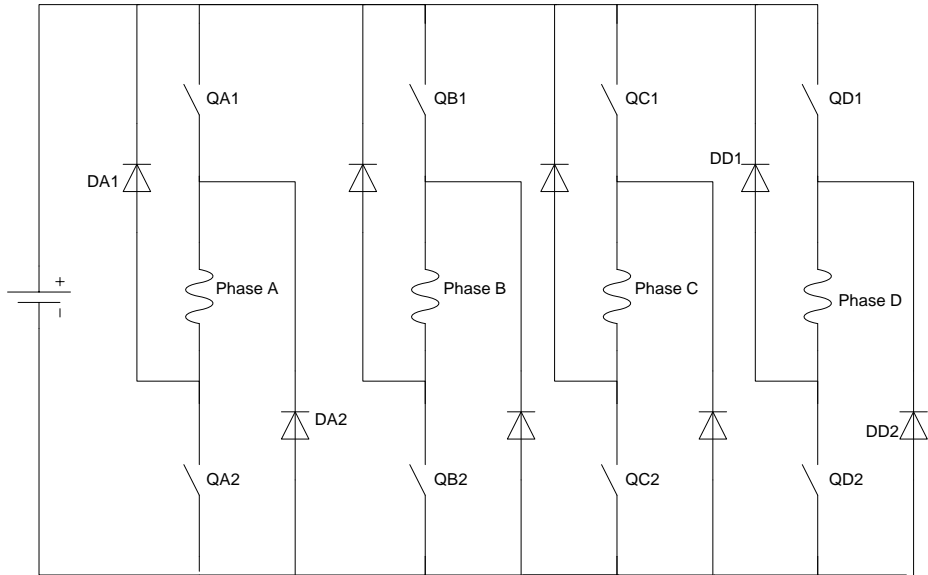 QA1
QB1
QC1
QD1
DA1
DD1
+
Phase A
Phase B
Phase C
Phase D
–
DA2
DD2
QA2
QB2
QC2
QD2